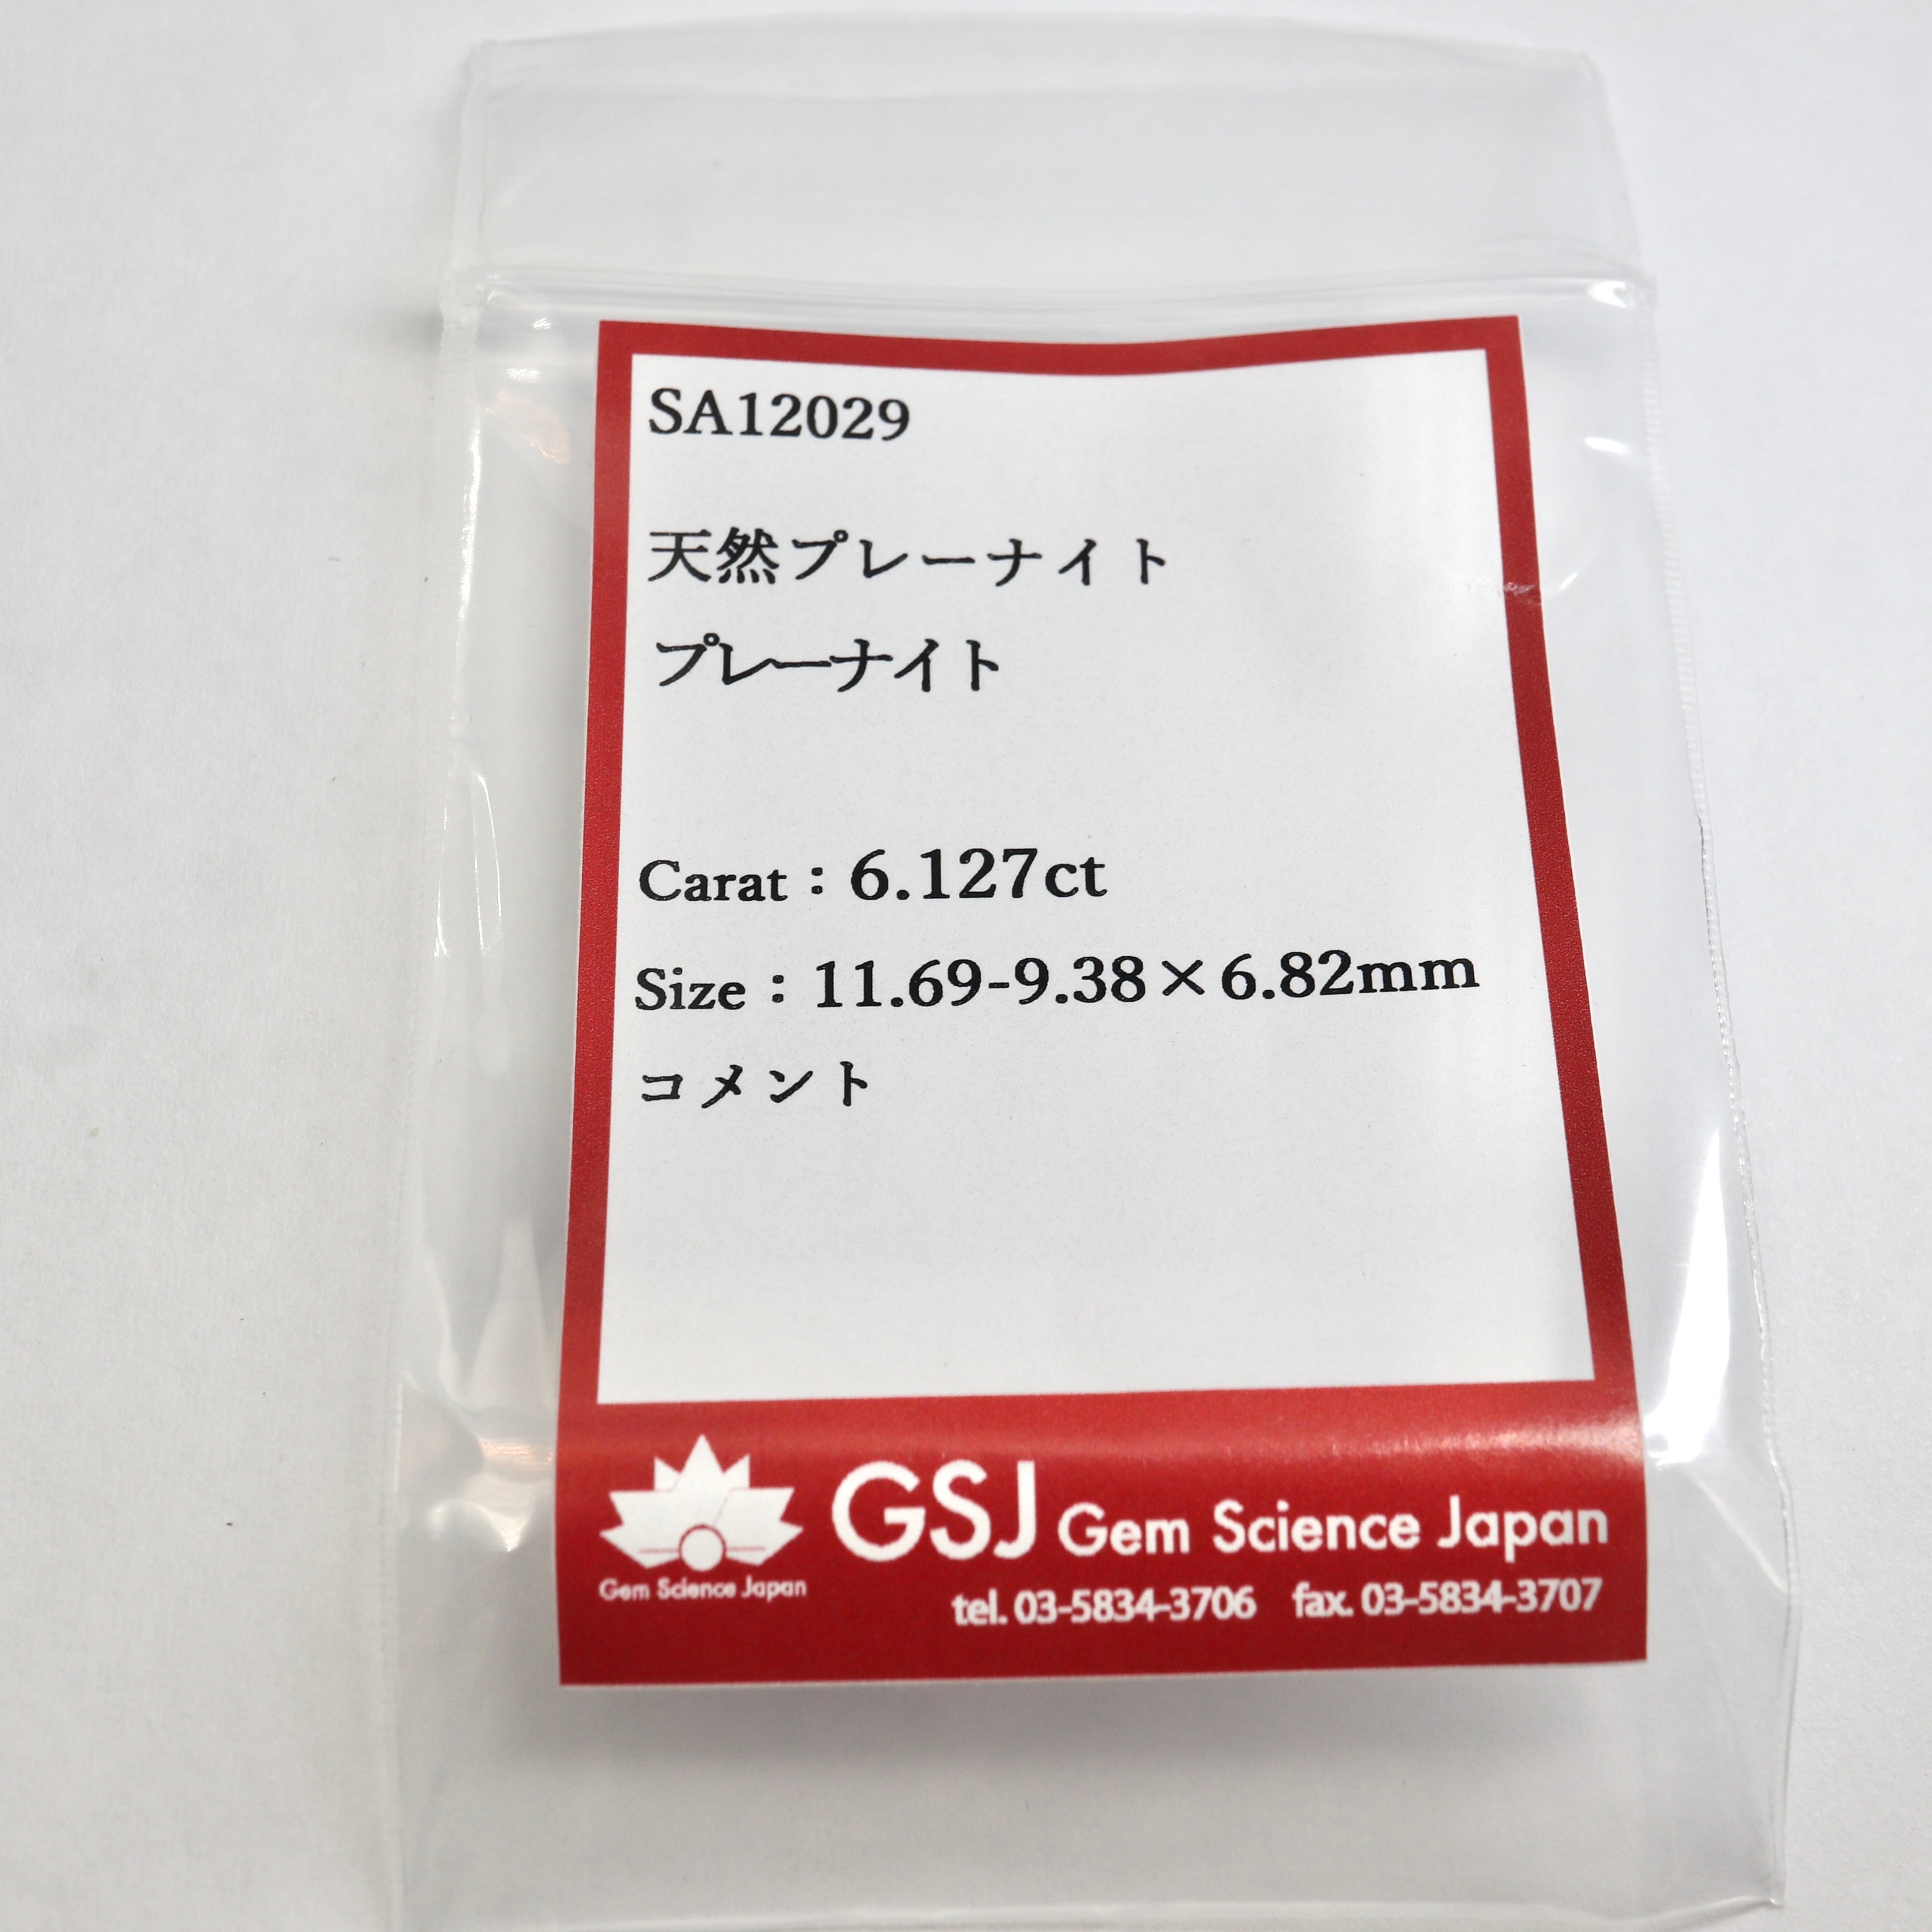 SA12029
天然プレーナイト
プレーナイト
Carat：6.127ct
Size：11.69-9.38×6.82mm
コメント
GSJ Gem Science Japan
Gem Science Japan
tel. 03-5834-3706 fax. 03-5834-3707